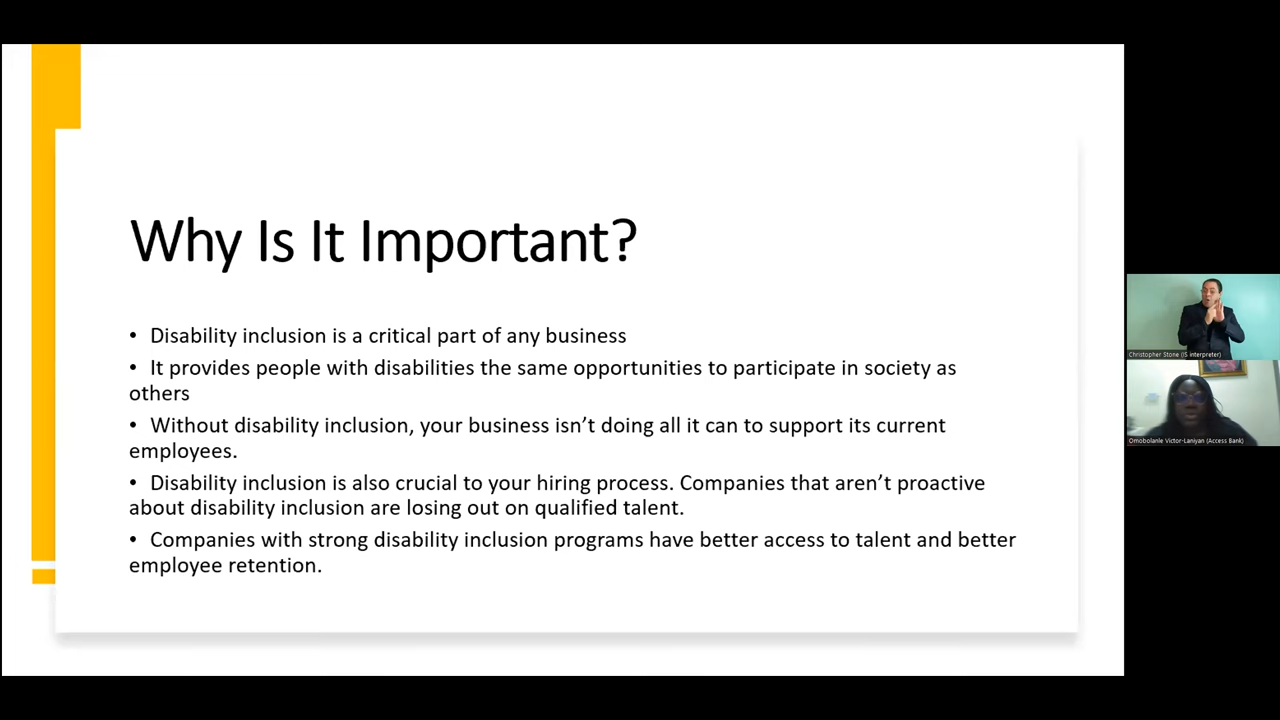 Why Is It Important?
• Disability inclusion is a critical part of any business
• It provides people with disabilities the same opportunities to participate in society as
others
• Without disability inclusion, your business isn’t doing all it can to support its current
employees.
• Disability inclusion is also crucial to your hiring process. Companies that aren’t proactive
about disability inclusion are losing out on qualified talent.
• Companies with strong disability inclusion programs have better access to talent and better
employee retention.
Christopher Stone (IS interpreter)
Omobolanle Victor-Laniyan (Access Bank)